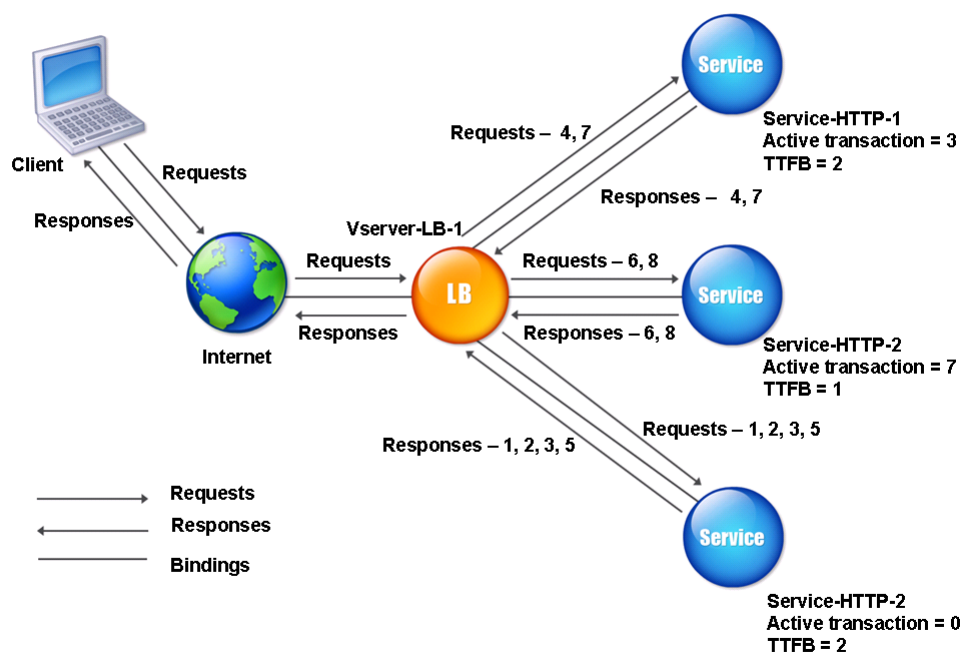 Service
Service-HTTP-1
Active transaction = 3
TTFB = 2
Requests – 4, 7
Client
Requests
Responses
Responses – 4, 7
Vserver-LB-1
Requests
LB
Requests – 6, 8
Service
Responses
Responses – 6, 8
Internet
Service-HTTP-2
Active transaction = 7
TTFB = 1
Requests – 1, 2, 3, 5
Responses – 1, 2, 3, 5
Requests
Responses
Bindings
Service
Service-HTTP-2
Active transaction = 0
TTFB = 2